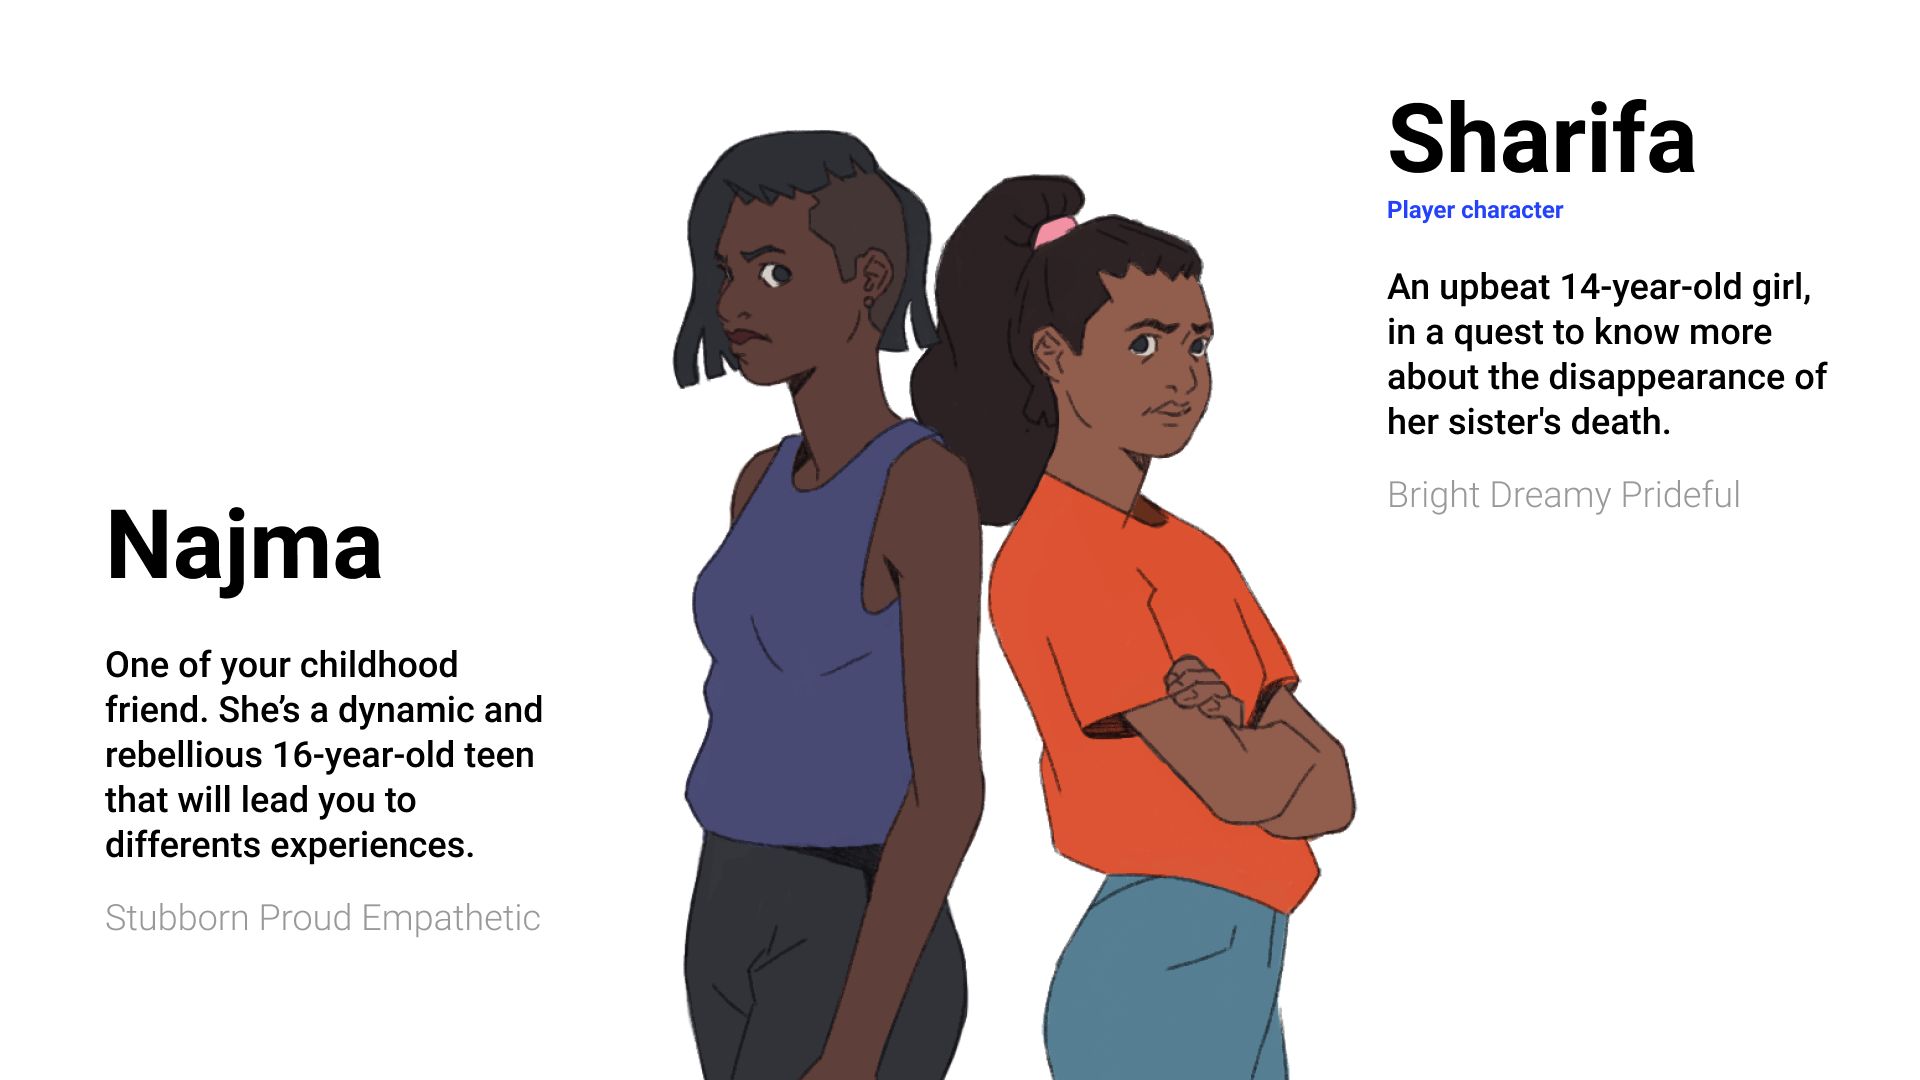 Najma
One of your childhood
friend. She’s a dynamic and
rebellious 16-year-old teen
that will lead you to
differents experiences.
Stubborn Proud Empathetic
Sharifa
Player character
An upbeat 14-year-old girl,
in a quest to know more
about the disappearance of
her sister's death.
Bright Dreamy Prideful